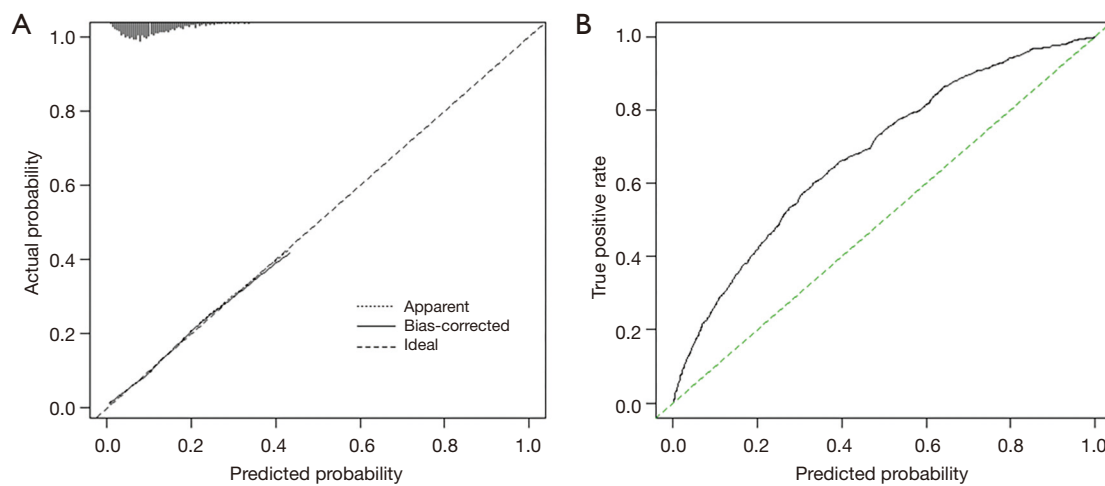 A
1.0
0.8
0.6
0.4
0.2
0.0
Actual probability
Apparent
Bias-corrected
Ideal
0.0 0.2 0.4 0.6 0.8 1.0
Predicted probability
B
1.0
0.8
0.6
0.4
0.2
0.0
True positive rate
0.0 0.2 0.4 0.6 0.8 1.0
Predicted probability